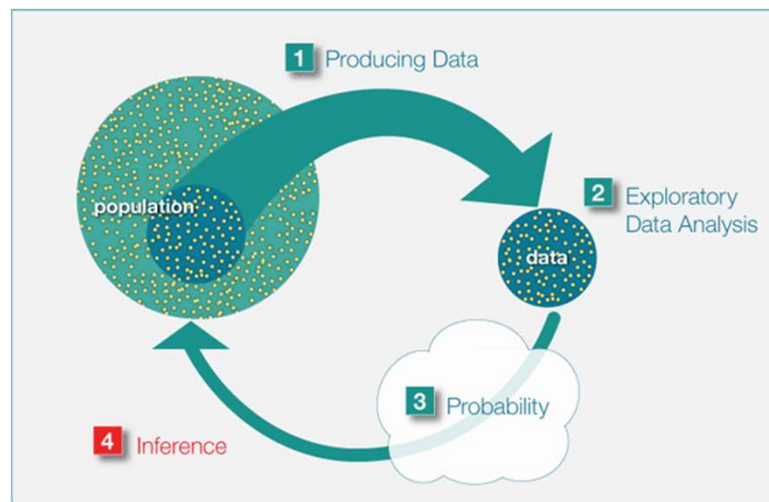 1 Producing Data
population
2 Exploratory
Data Analysis
data
3 Probability
4 Inference